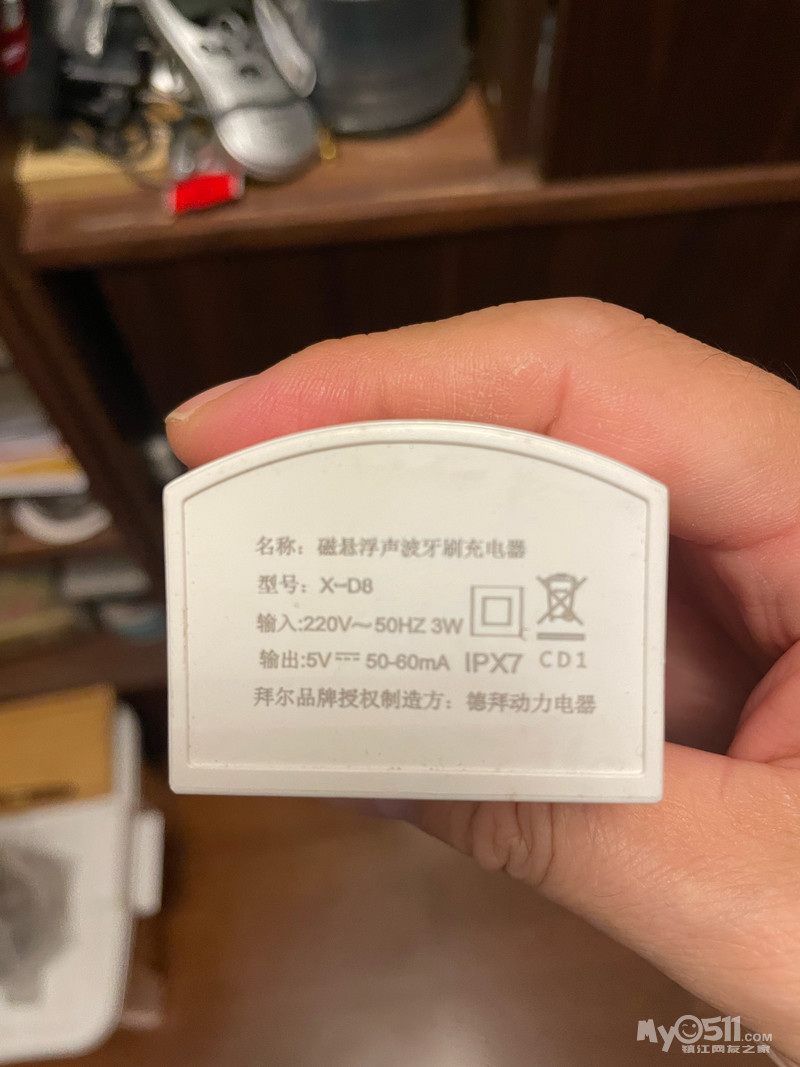 名称：磁悬浮声波牙刷充电器
型号：X-D8
输入:220V～50HZ 3W
输出:5V⎓50-60mA IPX7 CD1
拜尔品牌授权制造方：德拜动力电器
MyO511.COM
镇江网友之家